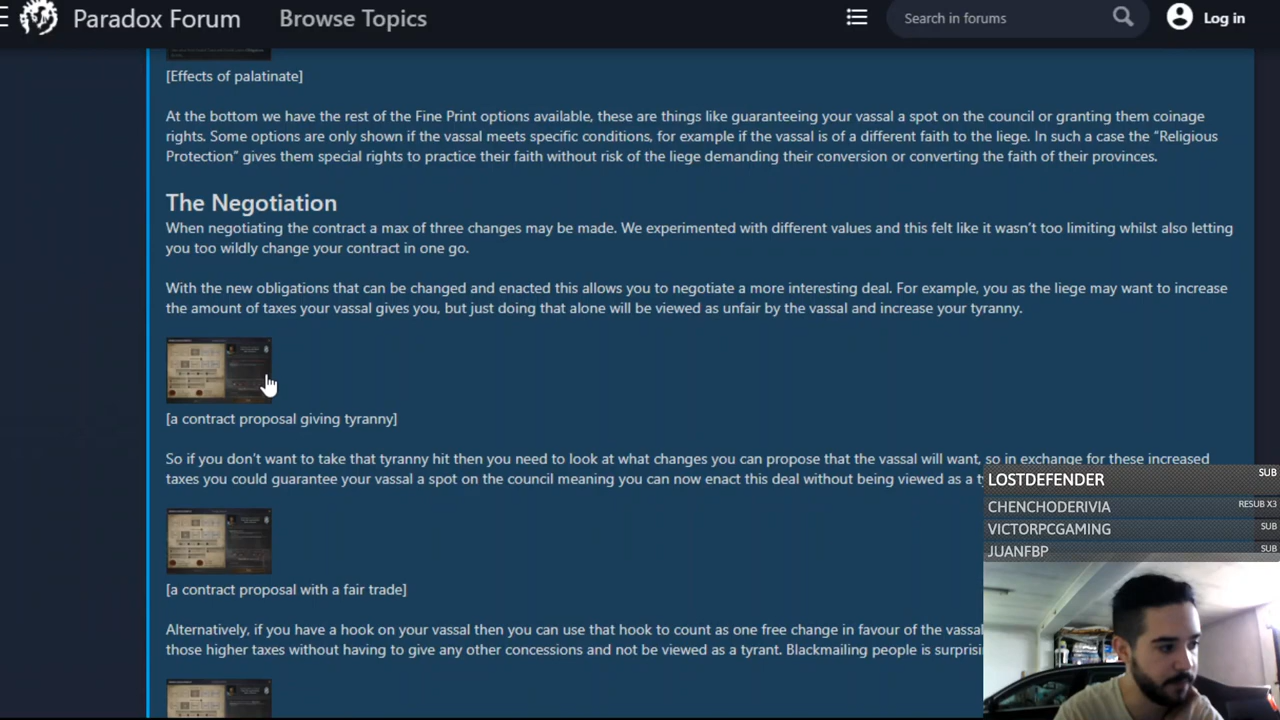 Paradox Forum
Browse Topics
Search in forums
Log in
[Effects of palatinate]
At the bottom we have the rest of the Fine Print options available, these are things like guaranteeing your vassal a spot on the council or granting them coinage
rights. Some options are only shown if the vassal meets specific conditions, for example if the vassal is of a different faith to the liege. In such a case the “Religious
Protection” gives them special rights to practice their faith without risk of the liege demanding their conversion or converting the faith of their provinces.
The Negotiation
When negotiating the contract a max of three changes may be made. We experimented with different values and this felt like it wasn’t too limiting whilst also letting
you too wildly change your contract in one go.
With the new obligations that can be changed and enacted this allows you to negotiate a more interesting deal. For example, you as the liege may want to increase
the amount of taxes your vassal gives you, but just doing that alone will be viewed as unfair by the vassal and increase your tyranny.
[a contract proposal giving tyranny]
So if you don’t want to take that tyranny hit then you need to look at what changes you can propose that the vassal will want, so in exchange for these increased
taxes you could guarantee your vassal a spot on the council meaning you can now enact this deal without being viewed as a
[a contract proposal with a fair trade]
Alternatively, if you have a hook on your vassal then you can use that hook to count as one free change in favour of the vassal
those higher taxes without having to give any other concessions and not be viewed as a tyrant. Blackmailing people is
LOSTDEFENDER SUB
CHENCHODERIVIA RESUB X3
VICTORPCGAMING SUB
JUANFBP SUB